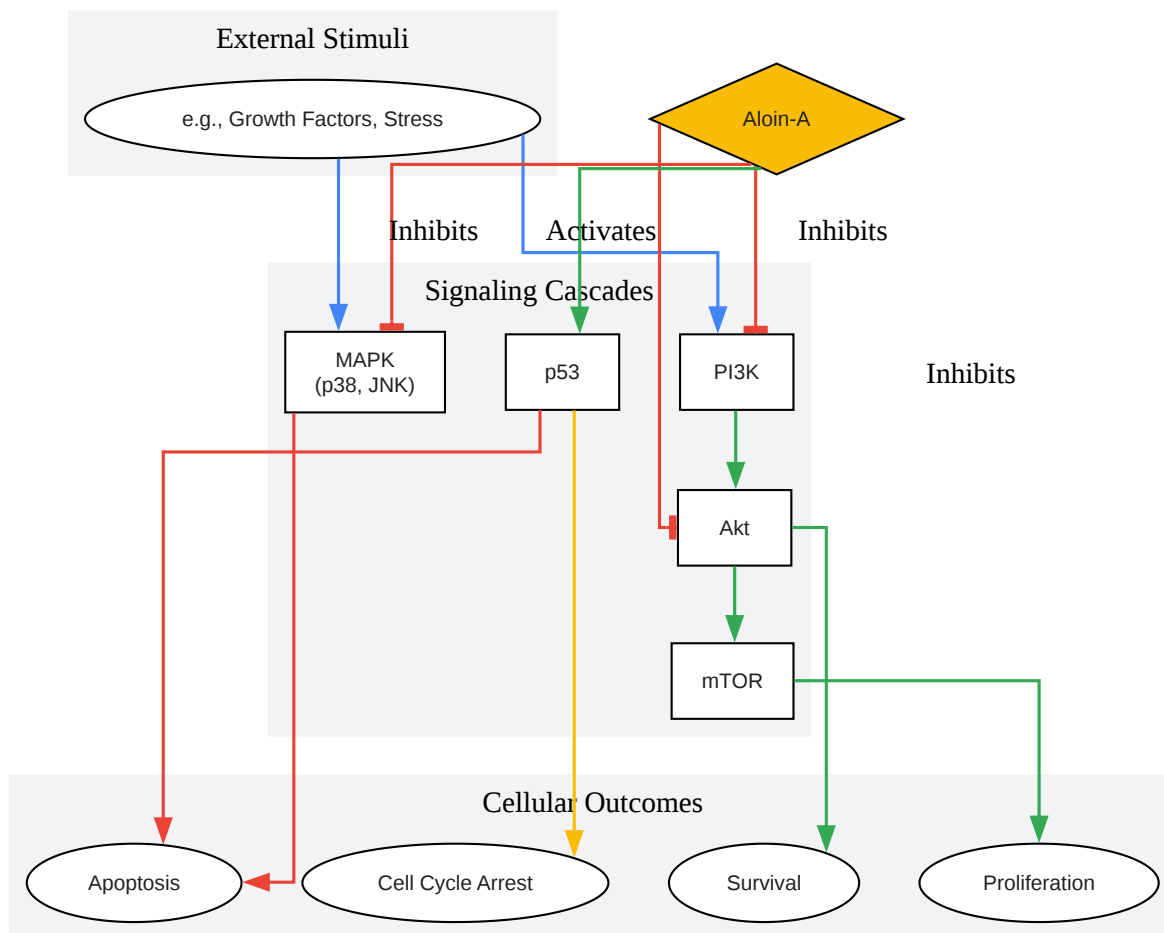 External Stimuli
e.g., Growth Factors, Stress
Aloin-A
Inhibits
Activates
Inhibits
Signaling Cascades
MAPK
(p38, JNK)
p53
PI3K
Inhibits
Akt
mTOR
Cellular Outcomes
Apoptosis
Cell Cycle Arrest
Survival
Proliferation